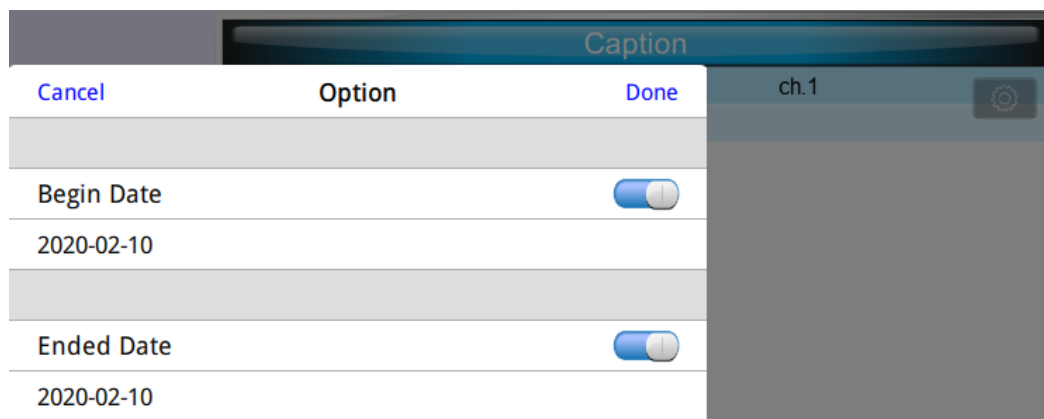 Caption
Cancel Option Done
ch.1
Begin Date
2020-02-10
Ended Date
2020-02-10